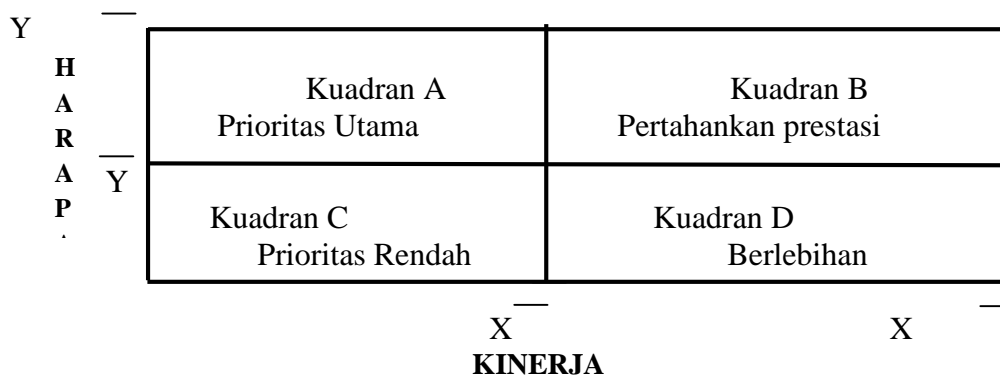 Y
H
A
R
A
P
Y
Kuadran A
Prioritas Utama
Kuadran B
Pertahankan prestasi
Kuadran C
Prioritas Rendah
Kuadran D
Berlebihan
X
X
KINERJA